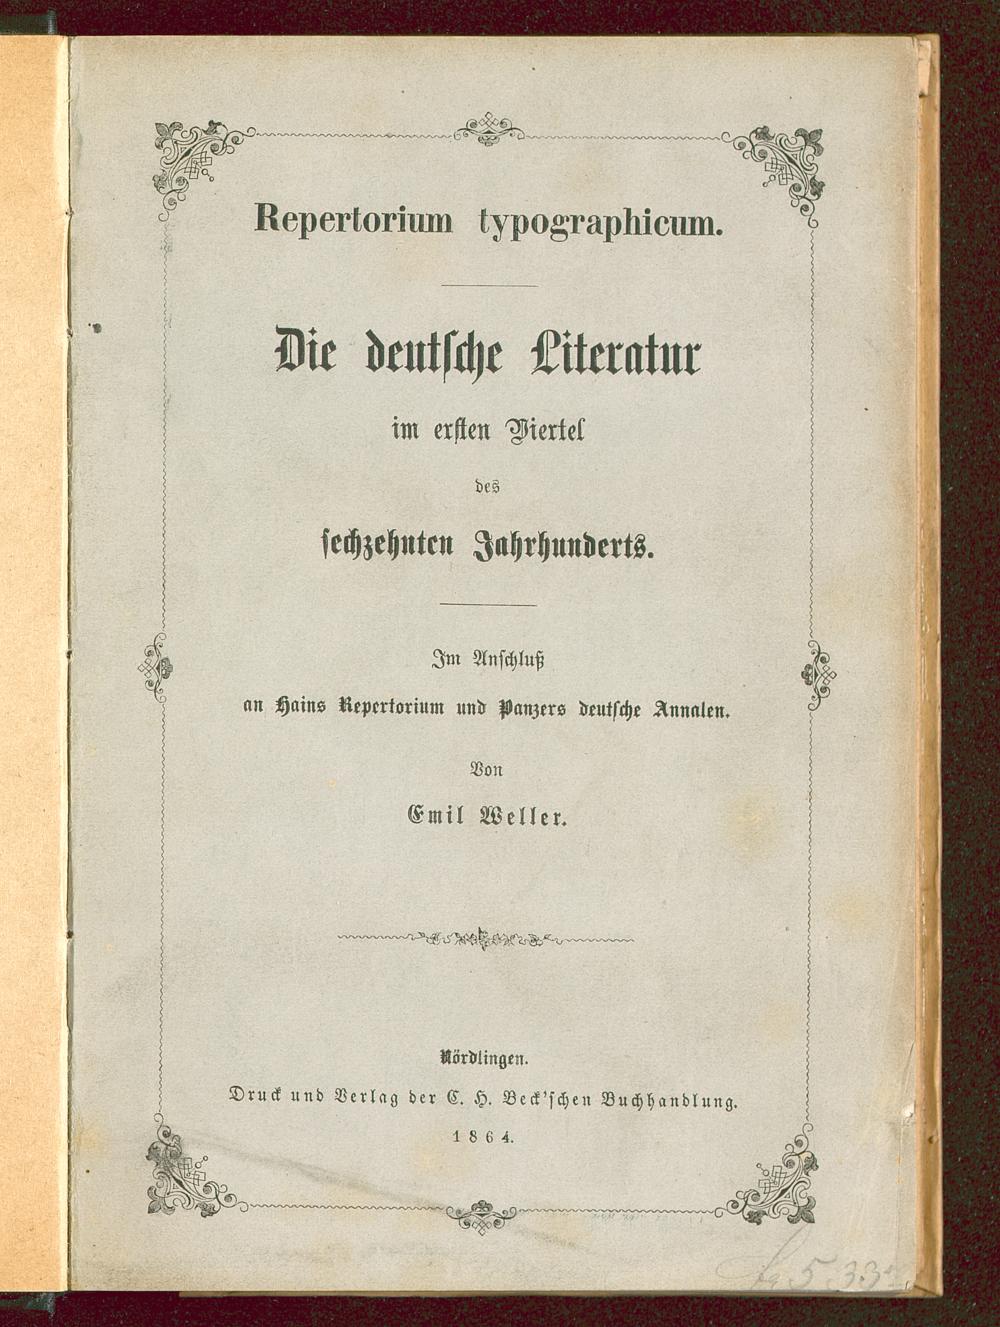 Repertorium typographicum.
Die deutſche Literatur
im erſten Viertel
des
ſechzehnten Jahrhunderts.
Im Anſchluß
an Hains Repertorium und Panzers deutſche Annalen.
Von
Emil Weller.
Nördlingen.
Druck und Verlag der C. H. Beck'ſchen Buchhandlung.
1864.